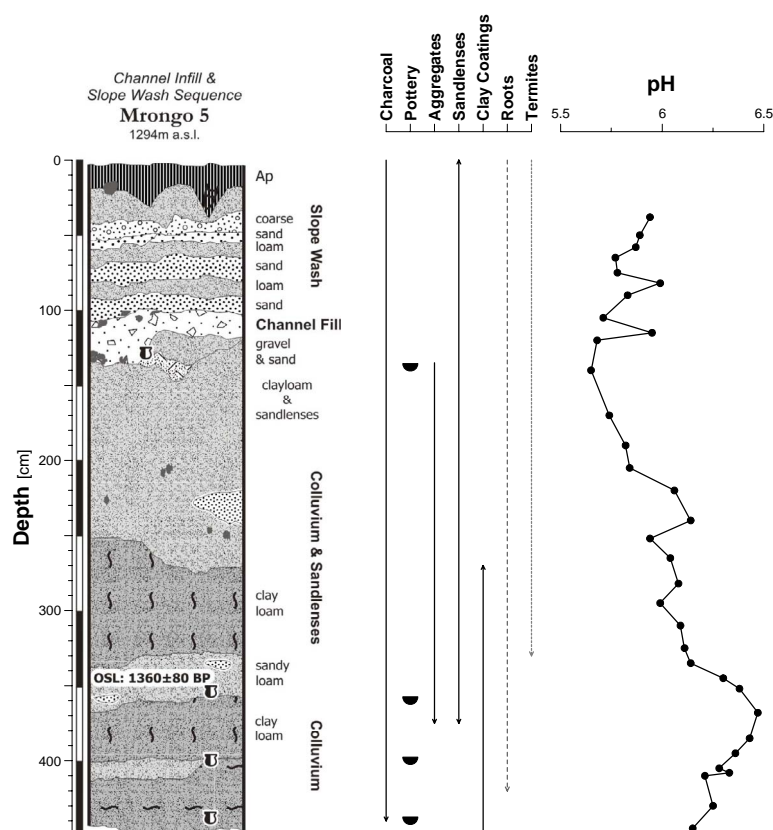 Channel Infill &
Slope Wash Sequence
Mrongo 5
1294m a.s.l.
Charcoal
Pottery
Aggregates
Sandlenses
Clay Coatings
Roots
Termites
pH
5.5 6 6.5
Depth [cm]
0
100
200
300
400
Ap
coarse
sand
loam
sand
loam
sand
Slope Wash
Channel Fill
gravel
& sand
clayloam
&
sandlenses
Colluvium & Sandlenses
clay
loam
sandy
loam
OSL: 1360±80 BP
clay
loam
Colluvium